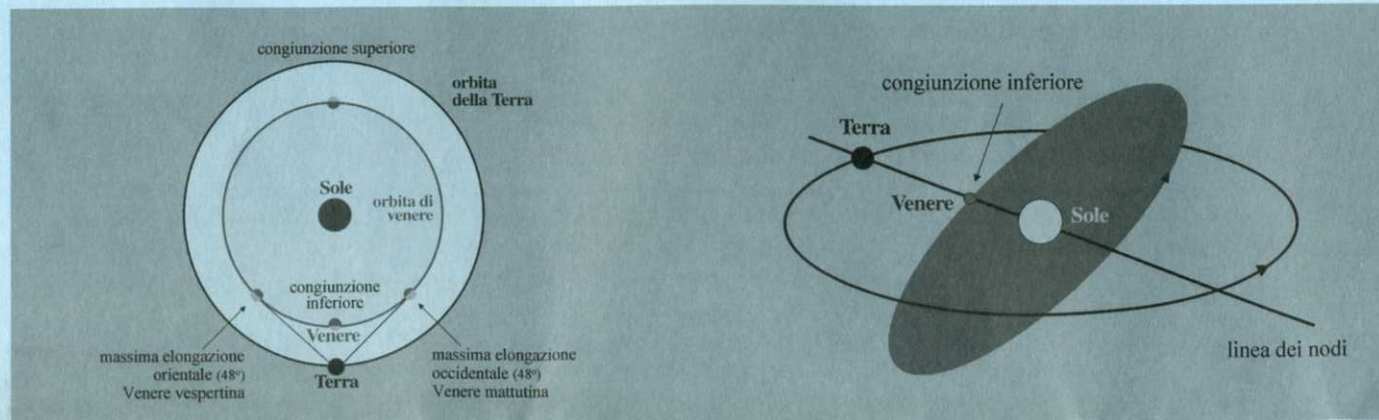 congiunzione superiore
orbita
della Terra
Sole
orbita di
venere
congiunzione
inferiore
Venere
massima elongazione
orientale (48°)
Venere vespertina
Terra
massima elongazione
occidentale (48°)
Venere mattutina
congiunzione inferiore
Terra
Venere
Sole
linea dei nodi